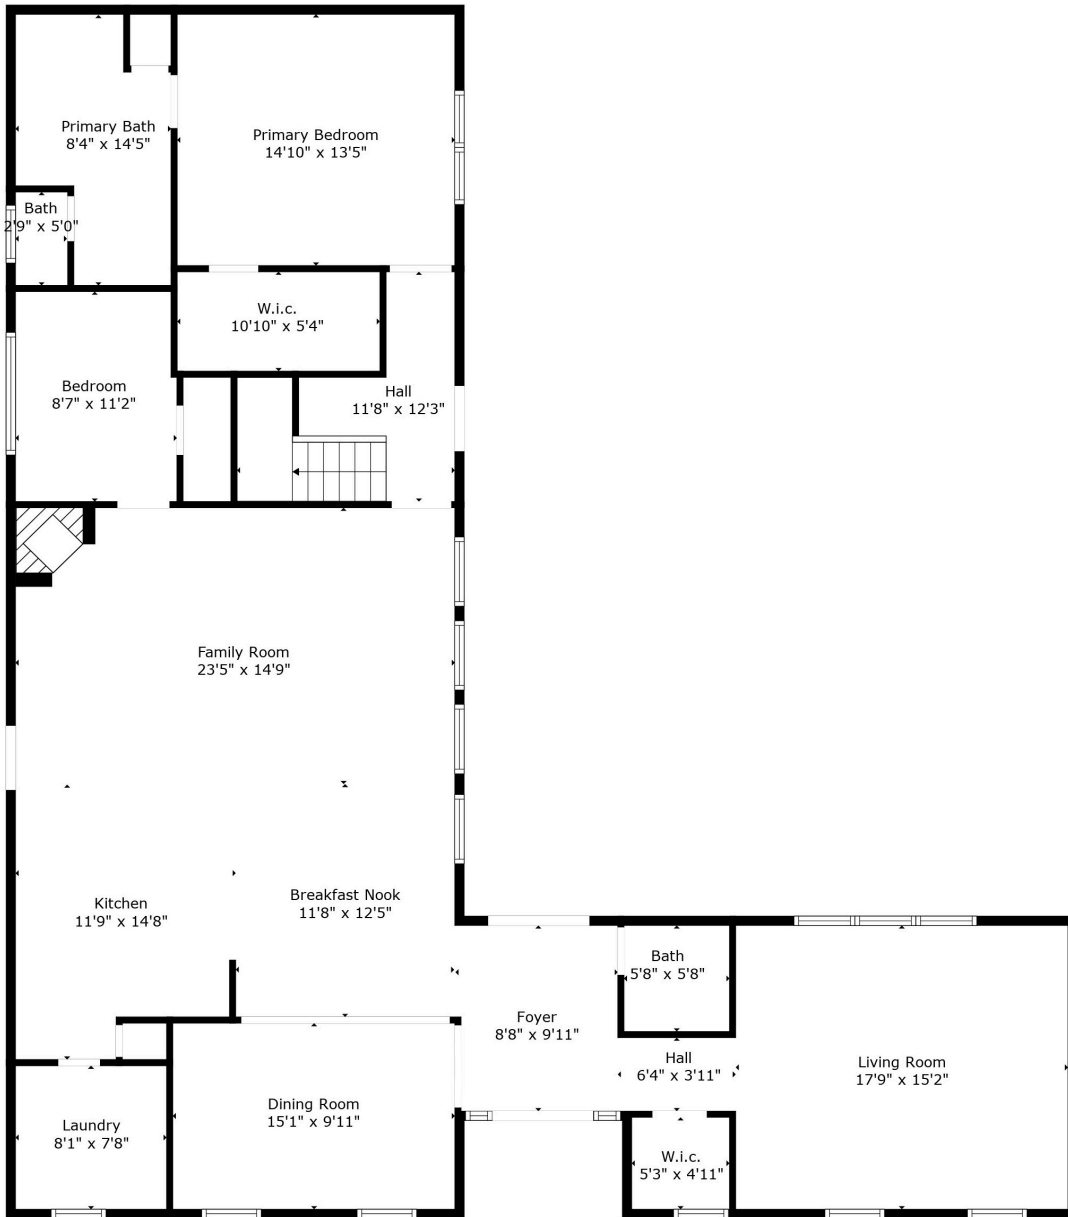 Primary Bath
8'4" x 14'5"
Primary Bedroom
14'10" x 13'5"
Bath
2'9" x 5'0"
W.i.c.
10'10" x 5'4"
Bedroom
8'7" x 11'2"
Hall
11'8" x 12'3"
Family Room
23'5" x 14'9"
Kitchen
11'9" x 14'8"
Breakfast Nook
11'8" x 12'5"
Bath
5'8" x 5'8"
Foyer
8'8" x 9'11"
Hall
6'4" x 3'11"
Living Room
17'9" x 15'2"
Dining Room
15'1" x 9'11"
Laundry
8'1" x 7'8"
W.i.c.
5'3" x 4'11"